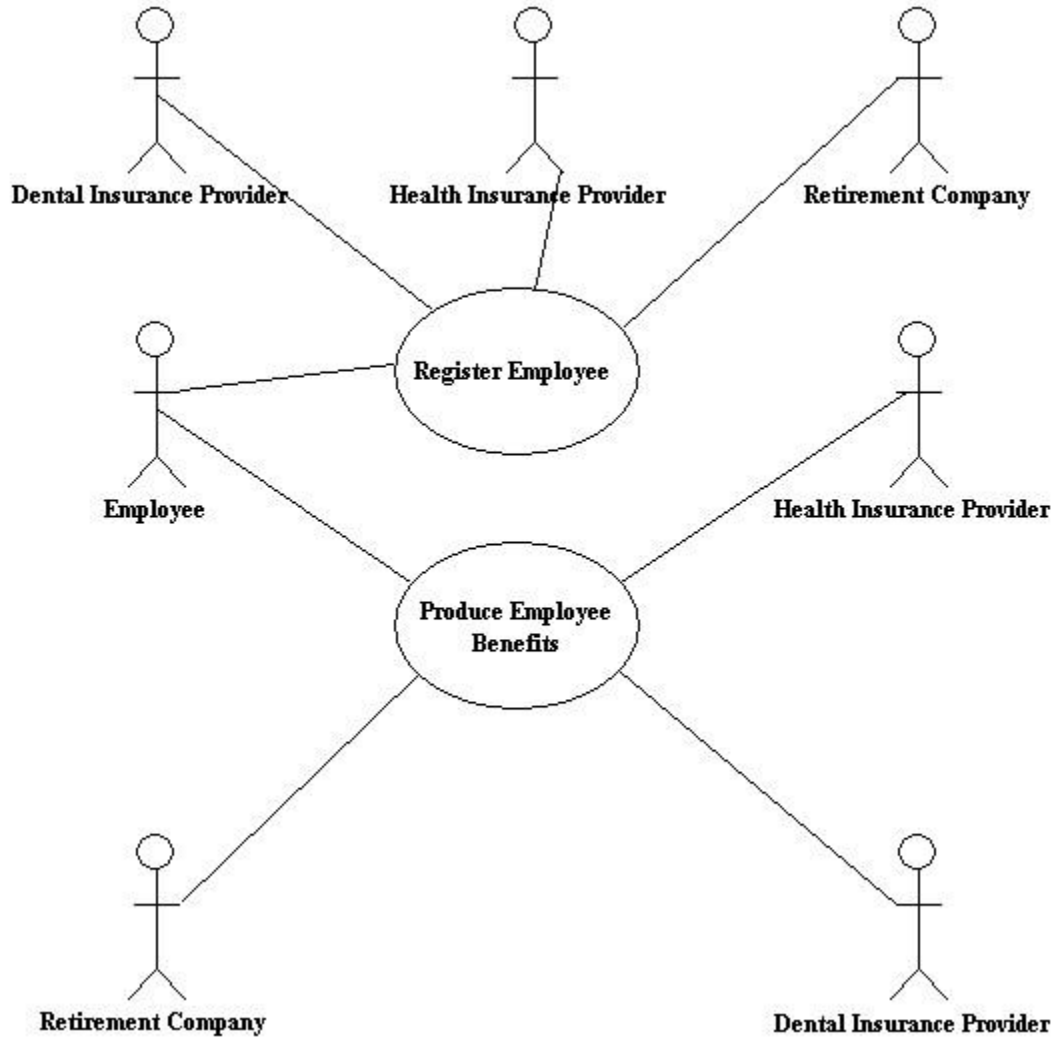 Dental Insurance Provider
Health Insurance Provider
Retirement Company
Register Employee
Employee
Health Insurance Provider
Produce Employee
Benefits
Retirement Company
Dental Insurance Provider